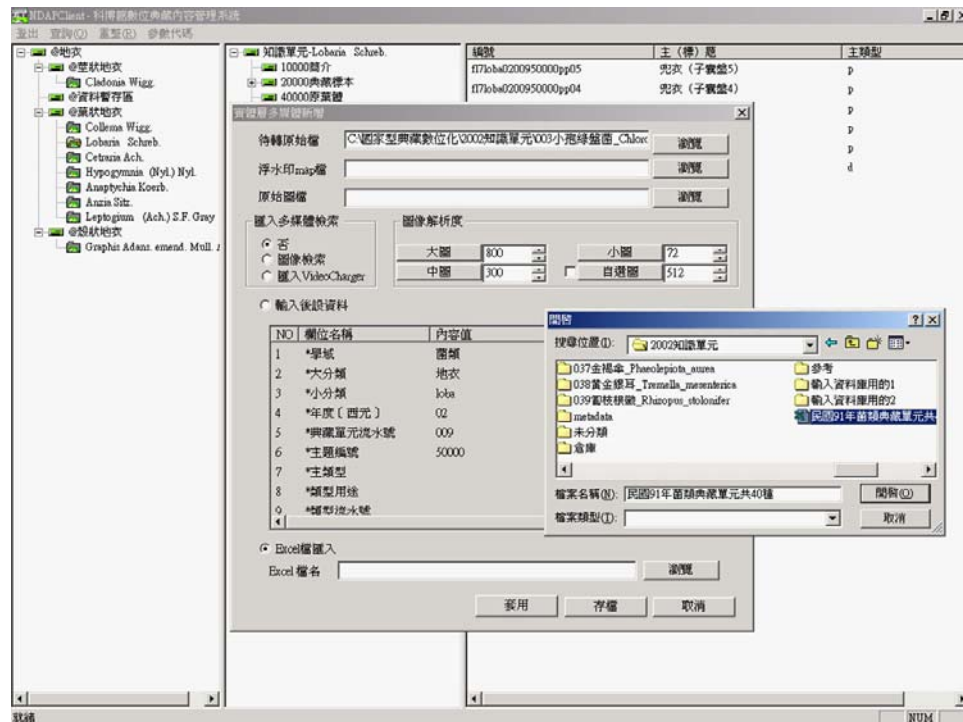 NDAPClient - 科博館數位典藏內容管理系統
登出 查詢(Q) 重整(R) 參數代碼
@地衣
@莖狀地衣
Cladonia Wigg.
@資料暫存區
@葉狀地衣
Collema Wigg.
Lobaria Schreb.
Cetraria Ach.
Hypogymnia (Nyl.) Nyl.
Anaptychia Koerb.
Anzia Sitz.
Leptogium (Ach.) S.F. Gray
@殼狀地衣
Graphis Adans. emend. Mull.
知識單元-Lobaria Schreb.
10000簡介
20000典藏標本
40000原葉體
編號 主（標）題 主類型
f17loba0200950000pp05 兜衣（子囊盤5） p
f17loba0200950000pp04 兜衣（子囊盤4） p
p
p
p
d
實體層多媒體新增
待轉原始檔 C:\國家型典藏數位化\2002知識單元\003小孢綠盤菌_Chloro 瀏覽
浮水印map檔 瀏覽
原始圖檔 瀏覽
匯入多媒體檢索
否
圖像檢索
匯入VideoCharger
圖像解析度
大圖 800 小圖 72
中圖 300 自選圖 512
輸入後設資料
NO 欄位名稱 內容值
1 *學域 菌類
2 *大分類 地衣
3 *小分類 loba
4 *年度〔西元〕 02
5 *典藏單元流水號 009
6 *主題編號 50000
7 *主類型
8 *類型用途
9 *類型流水號
Excel檔匯入
Excel 檔名 瀏覽
套用 存檔 取消
開啟
搜尋位置(I): 2002知識單元
037金褐傘_Phaeolepiota_aurea
038黃金銀耳_Tremella_mesenterica
039匍枝根黴_Rhizopus_stolonifer
metadata
未分類
倉庫
參考
輸入資料庫用的1
輸入資料庫用的2
民國91年菌類典藏單元共
檔案名稱(N): 民國91年菌類典藏單元共40種 開啟(O)
檔案類型(T): 取消
就緒 NUM